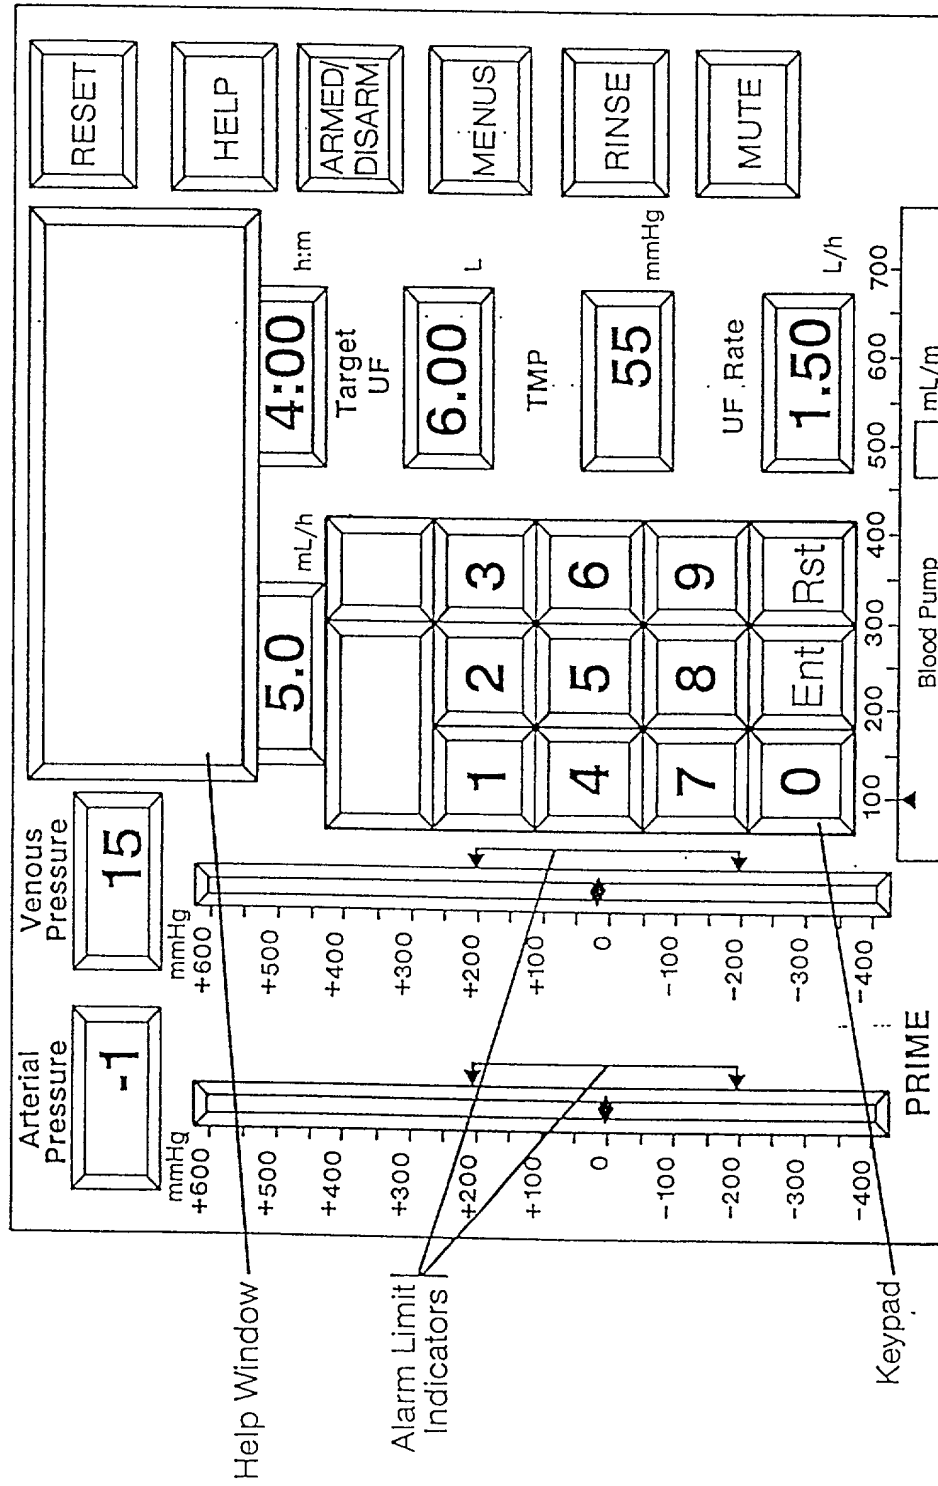 Arterial
Pressure
-1
mmHg
+600
+500
+400
+300
+200
+100
0
-100
-200
-300
-400
Venous
Pressure
15
mmHg
+600
+500
+400
+300
+200
+100
0
-100
-200
-300
-400
PRIME
5.0
mL/h
4:00
h:m
Target
UF
6.00
L
TMP
55
mmHg
UF Rate
1.50
L/h
1 2 3
4 5 6
7 8 9
0 Ent Rst
100 200 300 400 500 600 700
Blood Pump
mL/m
RESET
HELP
ARMED/
DISARM
MENUS
RINSE
MUTE
Help Window
Alarm Limit
Indicators
Keypad